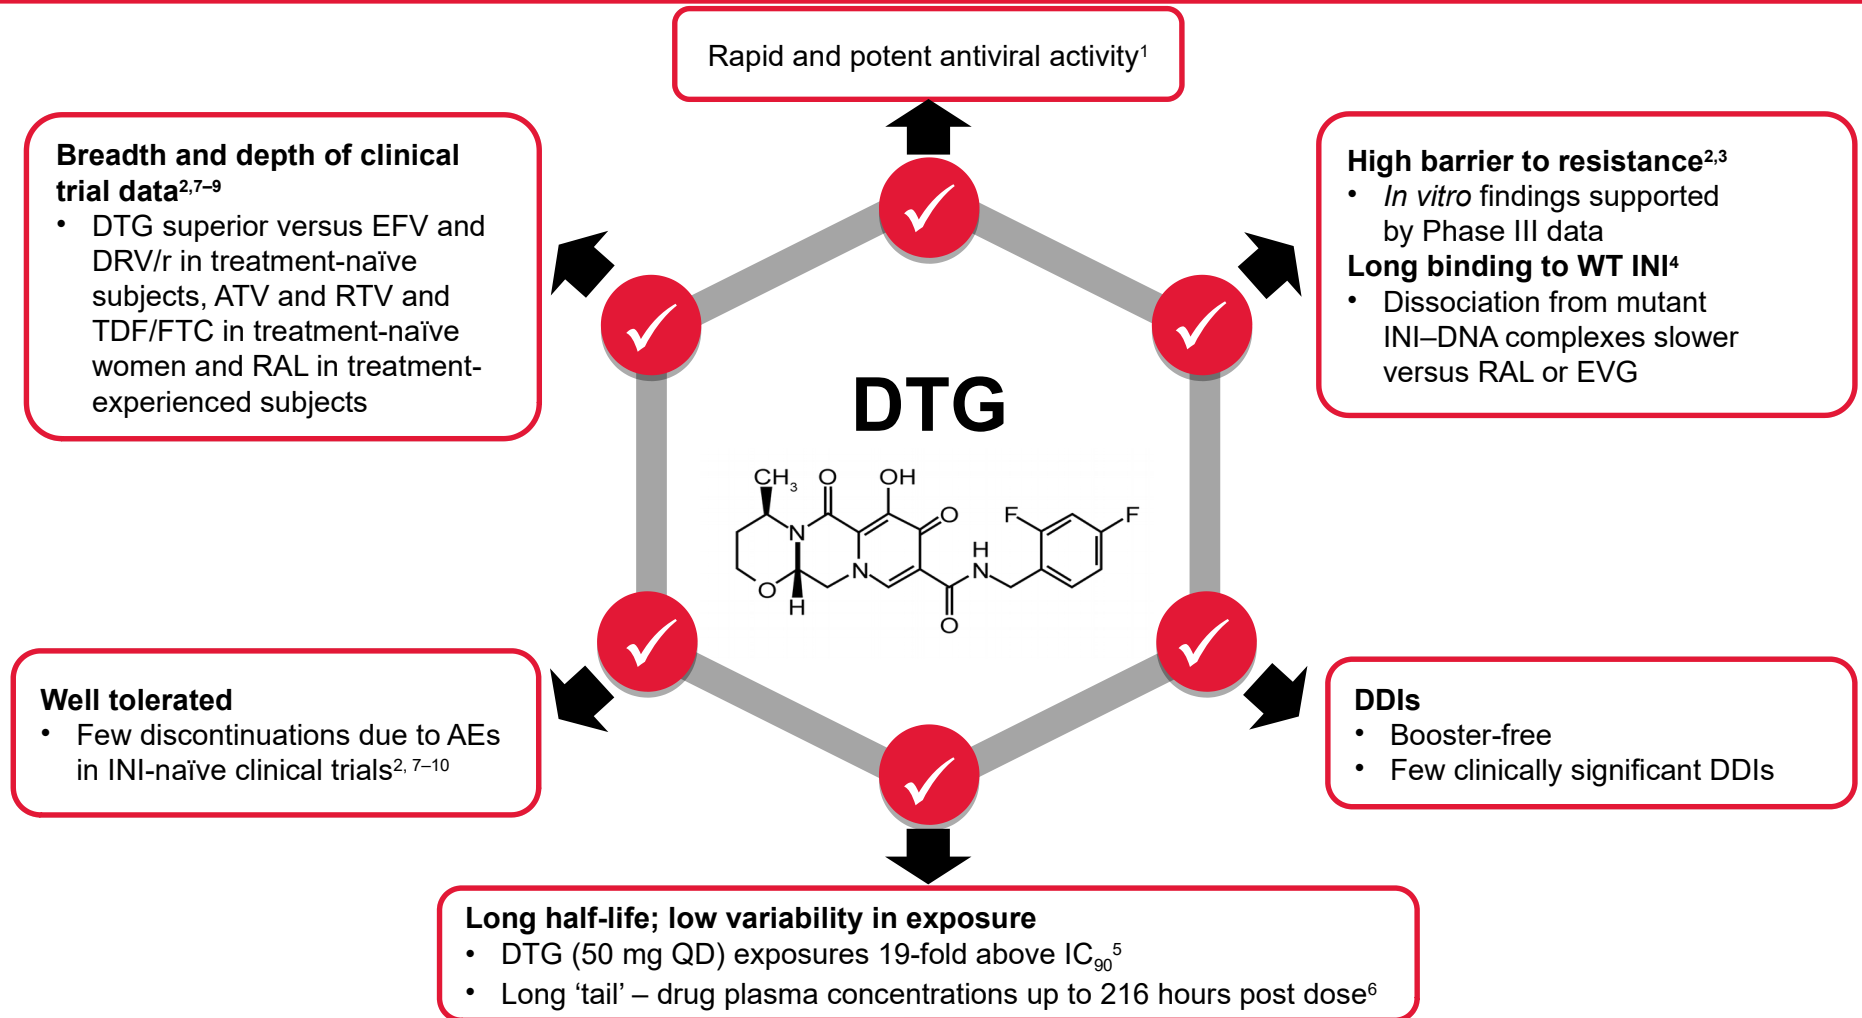 Rapid and potent antiviral activity¹
Breadth and depth of clinical
trial data²,⁷⁻⁹
• DTG superior versus EFV and
DRV/r in treatment-naïve
subjects, ATV and RTV and
TDF/FTC in treatment-naïve
women and RAL in treatment-
experienced subjects
High barrier to resistance²,³
• In vitro findings supported
by Phase III data
Long binding to WT INI⁴
• Dissociation from mutant
INI–DNA complexes slower
versus RAL or EVG
DTG
CH₃
O
OH
N
O
F
F
H
N
N
O
H
O
Well tolerated
• Few discontinuations due to AEs
in INI-naïve clinical trials²,⁷⁻¹⁰
DDIs
• Booster-free
• Few clinically significant DDIs
Long half-life; low variability in exposure
• DTG (50 mg QD) exposures 19-fold above IC₉₀⁵
• Long ‘tail’ – drug plasma concentrations up to 216 hours post dose⁶